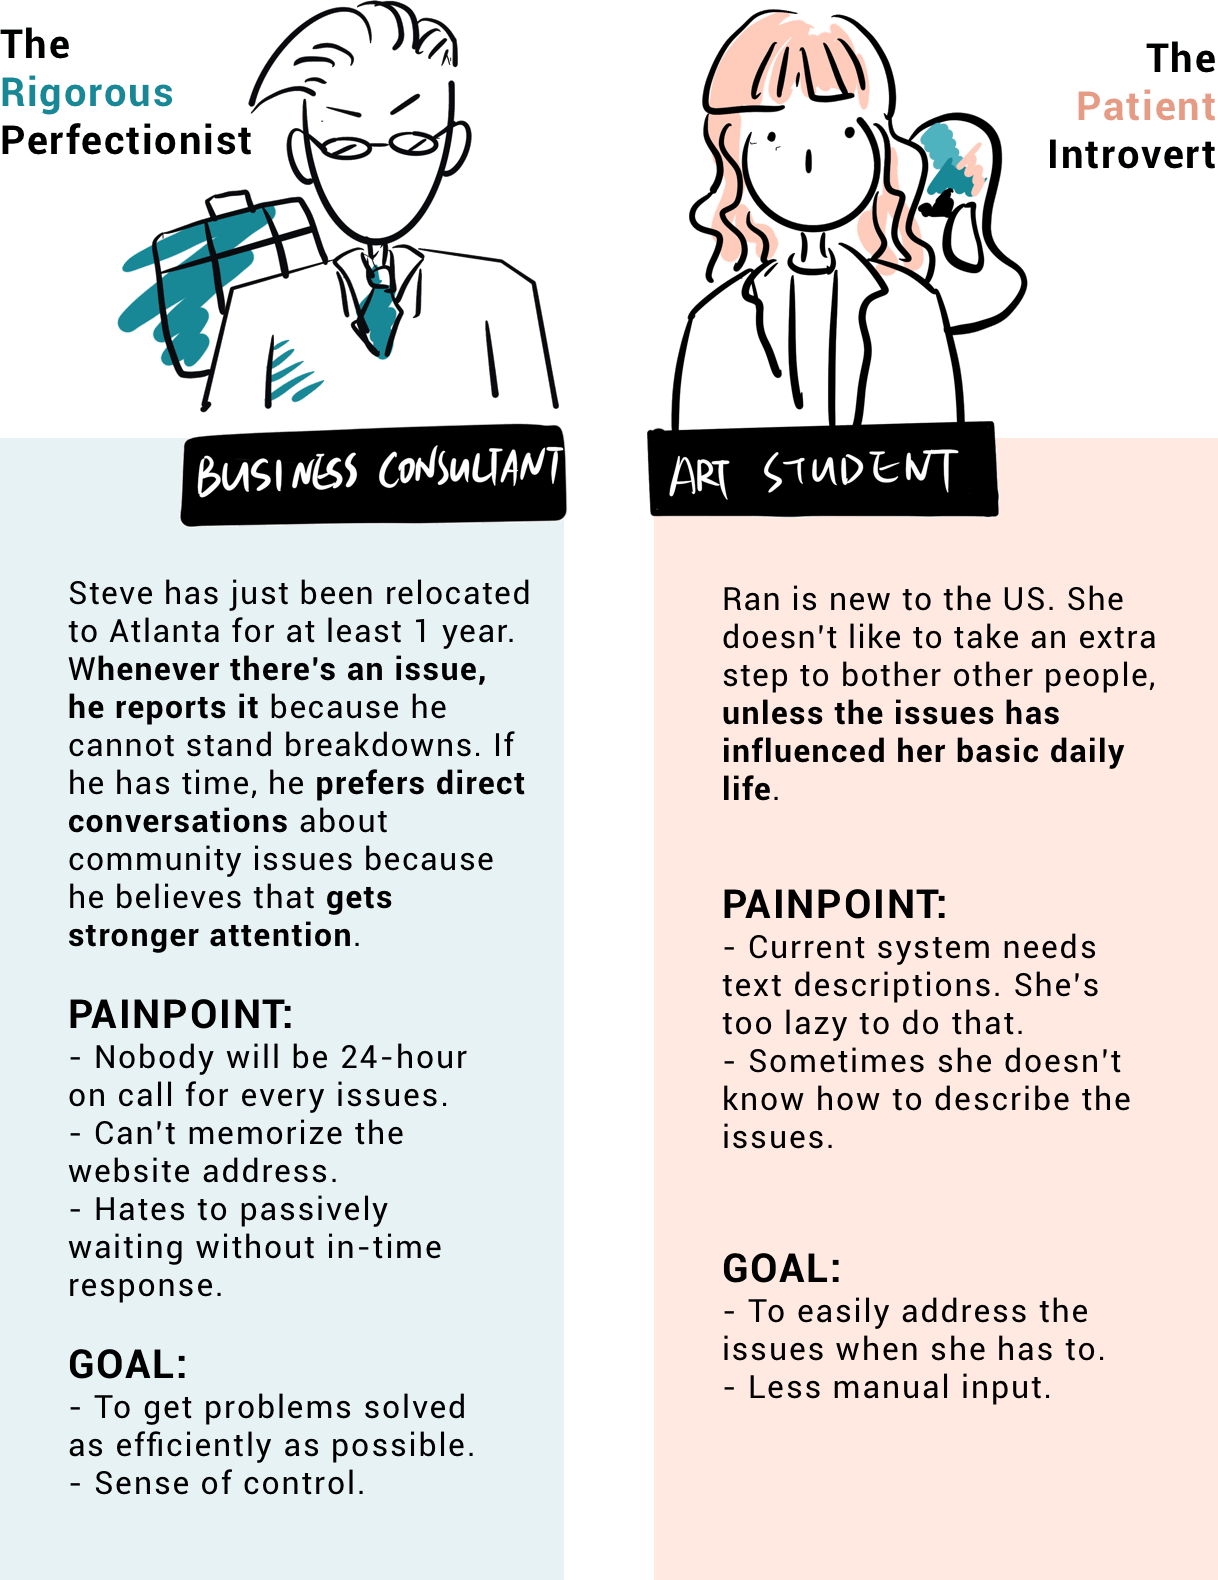 The
Rigorous
Perfectionist
BUSINESS CONSULTANT
Steve has just been relocated
to Atlanta for at least 1 year.
Whenever there's an issue,
he reports it because he
cannot stand breakdowns. If
he has time, he prefers direct
conversations about
community issues because
he believes that gets
stronger attention.
PAINPOINT:
- Nobody will be 24-hour
on call for every issues.
- Can't memorize the
website address.
- Hates to passively
waiting without in-time
response.
GOAL:
- To get problems solved
as efficiently as possible.
- Sense of control.
The
Patient
Introvert
ART STUDENT
Ran is new to the US. She
doesn't like to take an extra
step to bother other people,
unless the issues has
influenced her basic daily
life.
PAINPOINT:
- Current system needs
text descriptions. She's
too lazy to do that.
- Sometimes she doesn't
know how to describe the
issues.
GOAL:
- To easily address the
issues when she has to.
- Less manual input.